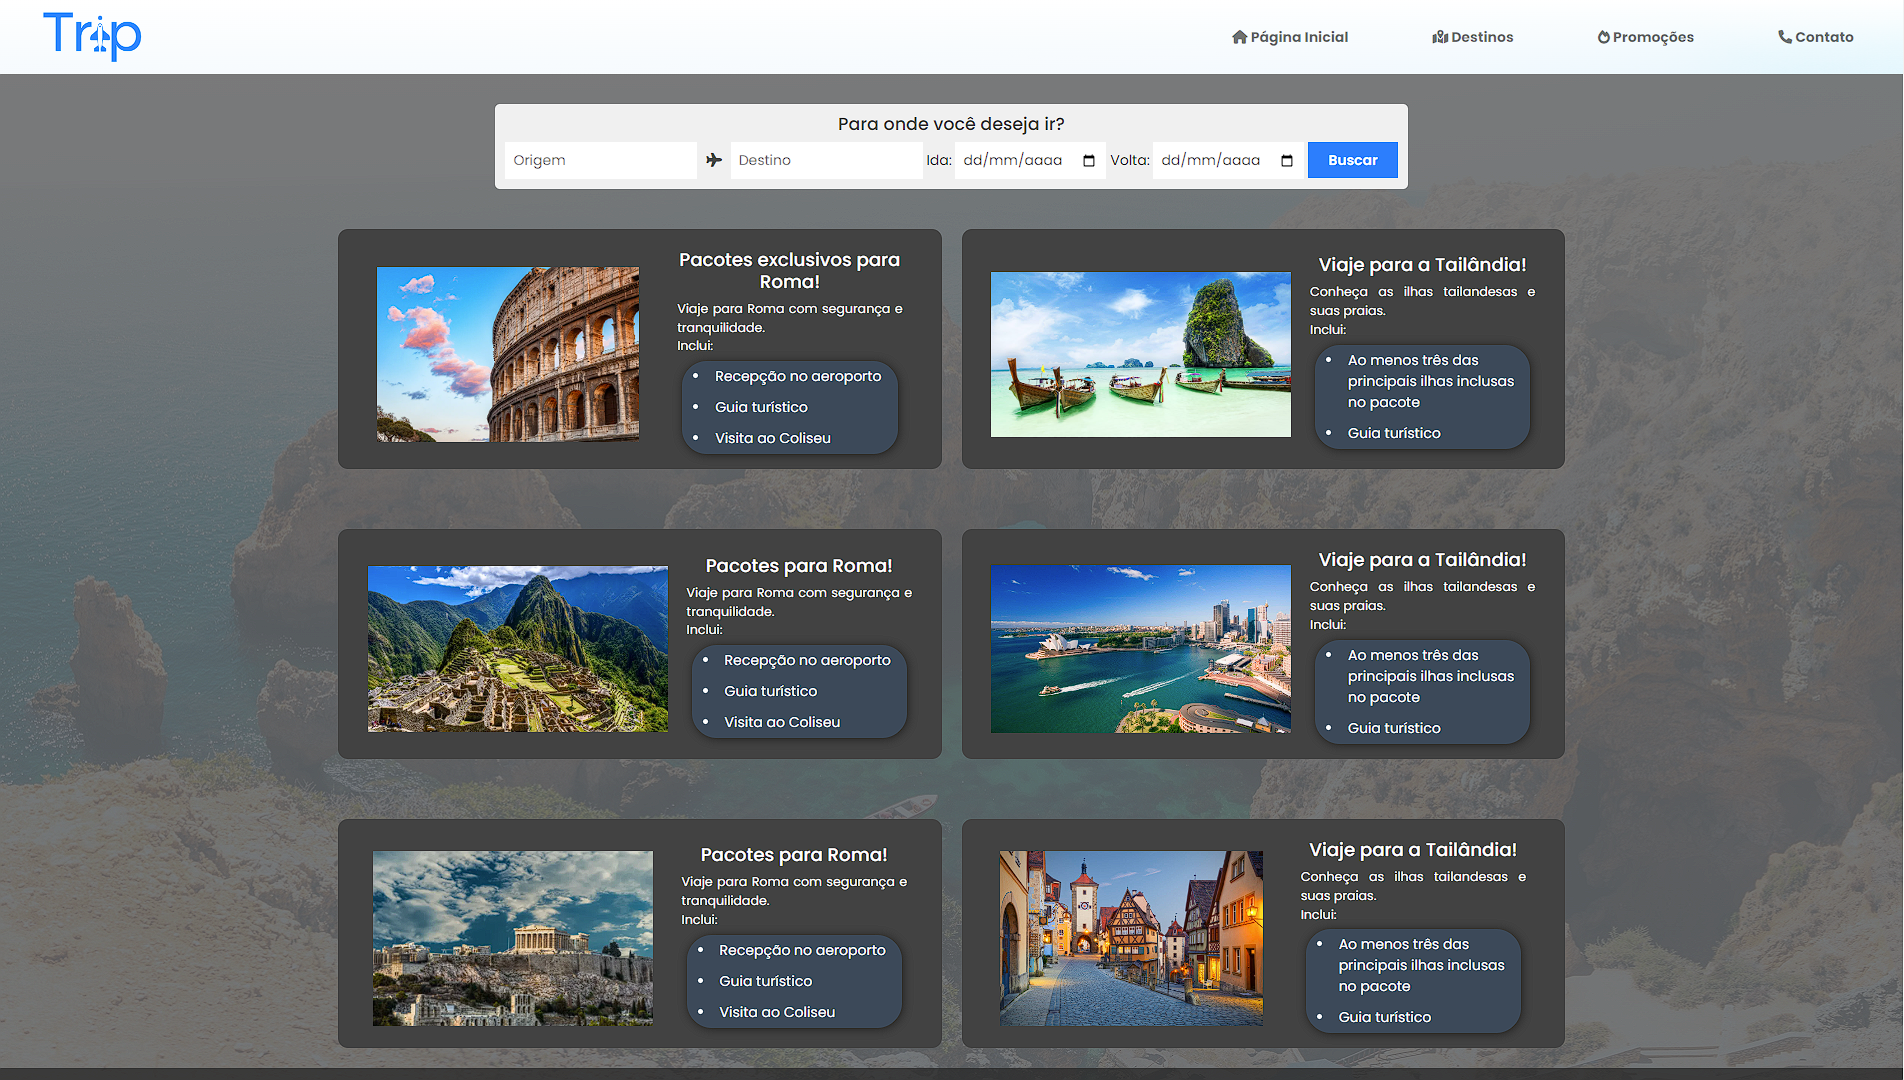 Trip
Página Inicial
Destinos
Promoções
Contato
Para onde você deseja ir?
Origem
Destino
Ida:
dd/mm/aaaa
Volta:
dd/mm/aaaa
Buscar
Pacotes exclusivos para
Roma!
Viaje para Roma com segurança e
tranquilidade.
Inclui:
Recepção no aeroporto
Guia turístico
Visita ao Coliseu
Viaje para a Tailândia!
Conheça as ilhas tailandesas e
suas praias.
Inclui:
Ao menos três das
principais ilhas inclusas
no pacote
Guia turístico
Pacotes para Roma!
Viaje para Roma com segurança e
tranquilidade.
Inclui:
Recepção no aeroporto
Guia turístico
Visita ao Coliseu
Viaje para a Tailândia!
Conheça as ilhas tailandesas e
suas praias.
Inclui:
Ao menos três das
principais ilhas inclusas
no pacote
Guia turístico
Pacotes para Roma!
Viaje para Roma com segurança e
tranquilidade.
Inclui:
Recepção no aeroporto
Guia turístico
Visita ao Coliseu
Viaje para a Tailândia!
Conheça as ilhas tailandesas e
suas praias.
Inclui:
Ao menos três das
principais ilhas inclusas
no pacote
Guia turístico